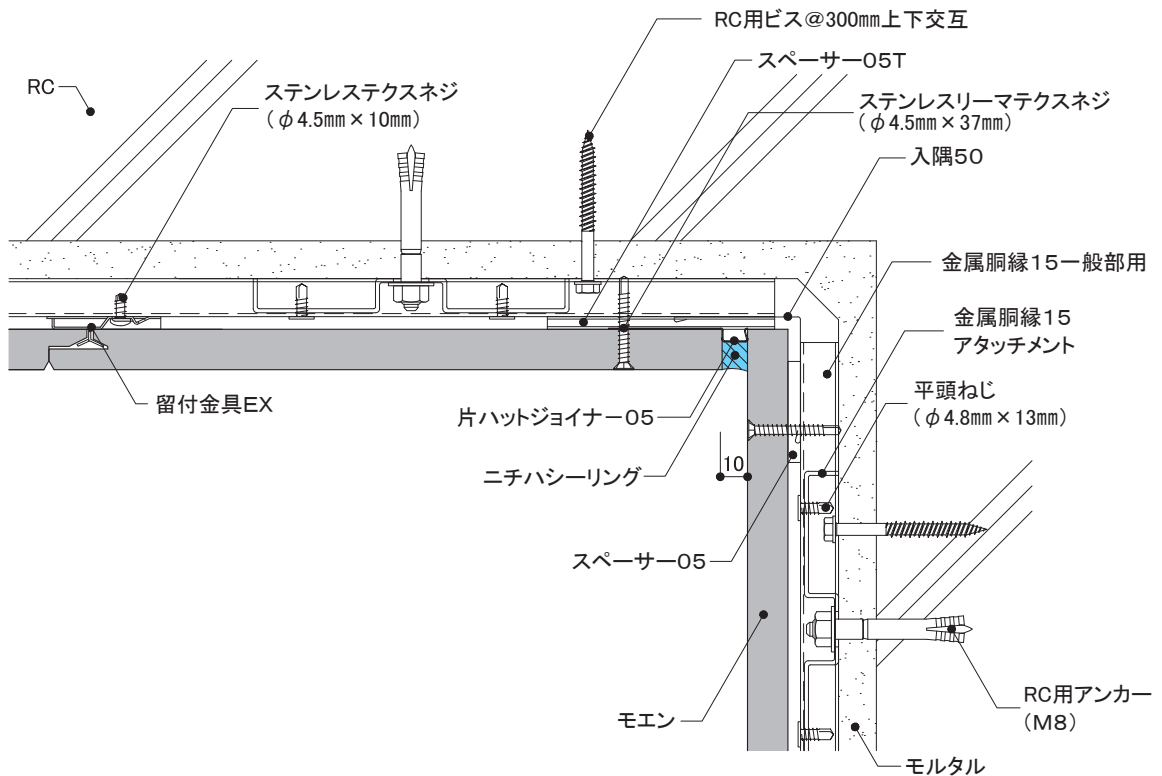 RC用ビス@300mm上下交互
スペーサー05T
RC
ステンレステクスネジ
(φ4.5mm×10mm)
ステンレスリーマテクスネジ
(φ4.5mm×37mm)
入隅50
金属胴縁15一般部用
金属胴縁15
アタッチメント
平頭ねじ
(φ4.8mm×13mm)
留付金具EX
片ハットジョイナー05
ニチハシーリング
10
スペーサー05
モエン
RC用アンカー
(M8)
モルタル